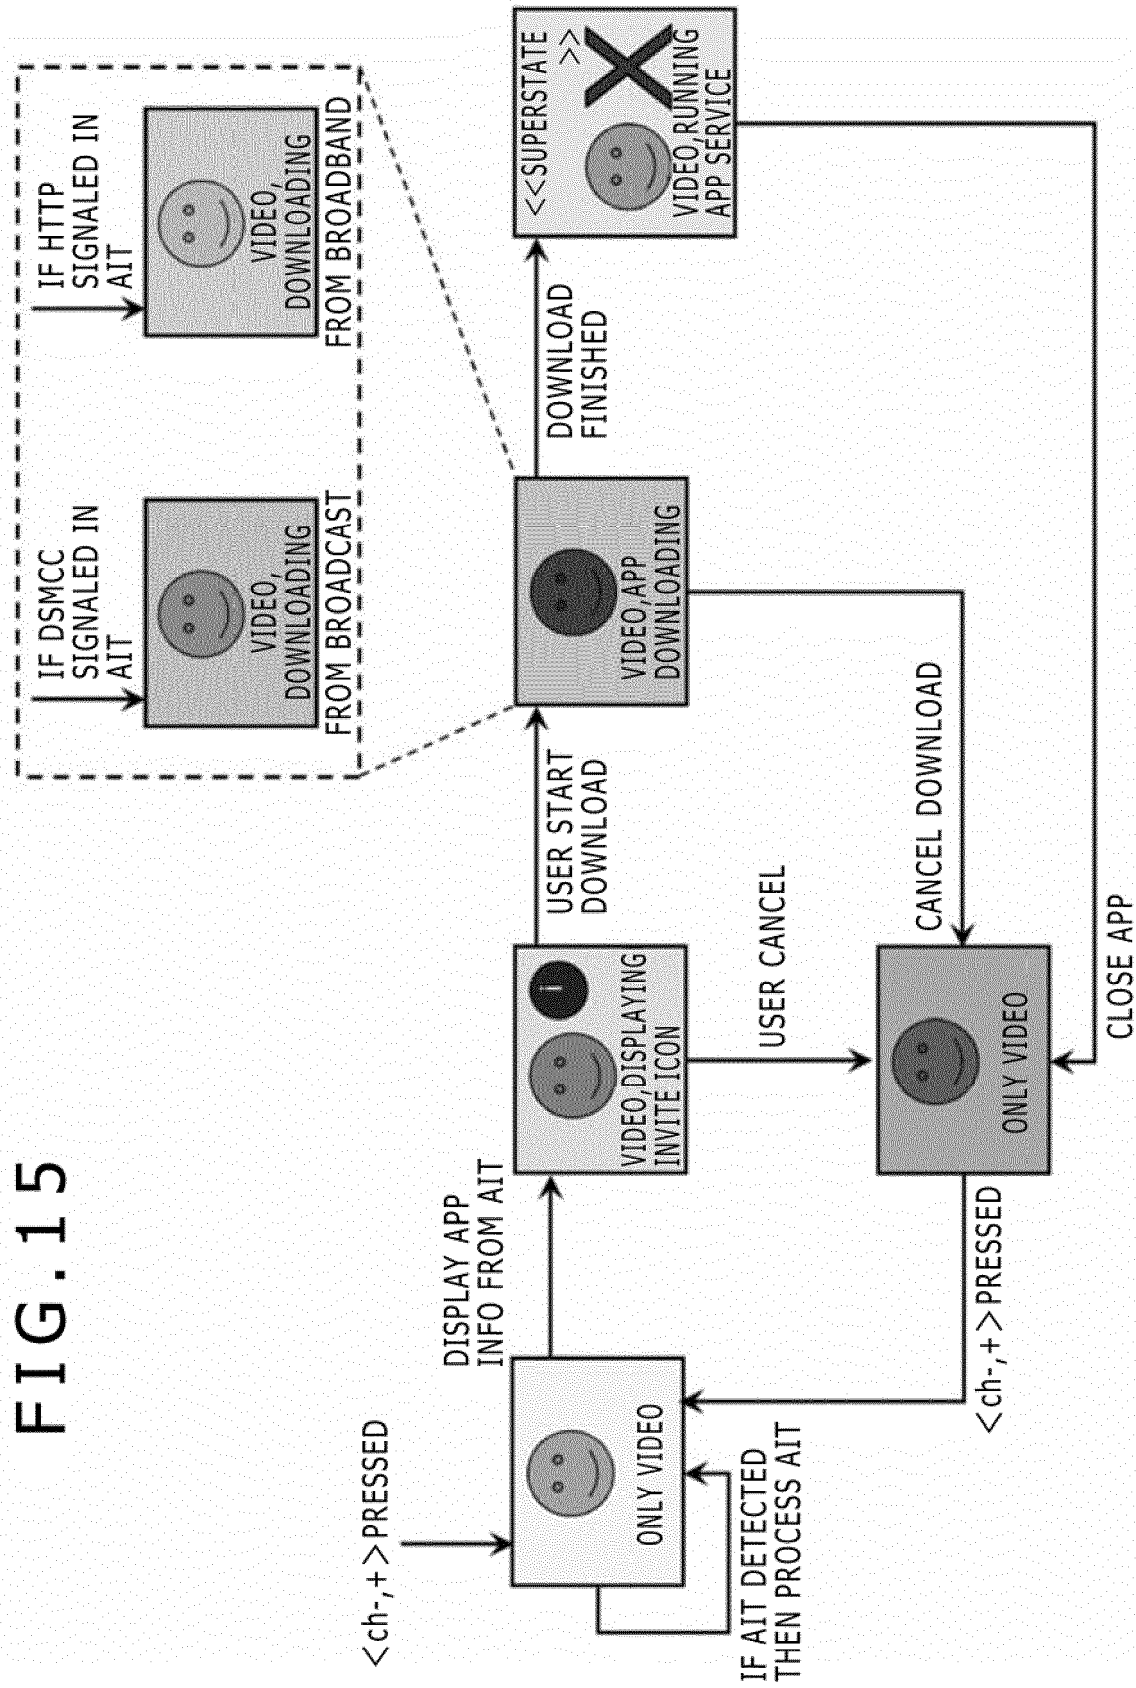 FIG.15
<ch-,+>PRESSED
ONLY VIDEO
IF AIT DETECTED
THEN PROCESS AIT
DISPLAY APP
INFO FROM AIT
i
VIDEO,DISPLAYING
INVITE ICON
USER START
DOWNLOAD
USER CANCEL
VIDEO,APP
DOWNLOADING
DOWNLOAD
FINISHED
<<SUPERSTATE
>>
X
VIDEO,RUNNING
APP SERVICE
IF DSMCC
SIGNALED IN
AIT
VIDEO,
DOWNLOADING
FROM BROADCAST
IF HTTP
SIGNALED IN
AIT
VIDEO,
DOWNLOADING
FROM BROADBAND
CANCEL DOWNLOAD
ONLY VIDEO
<ch-,+>PRESSED
CLOSE APP